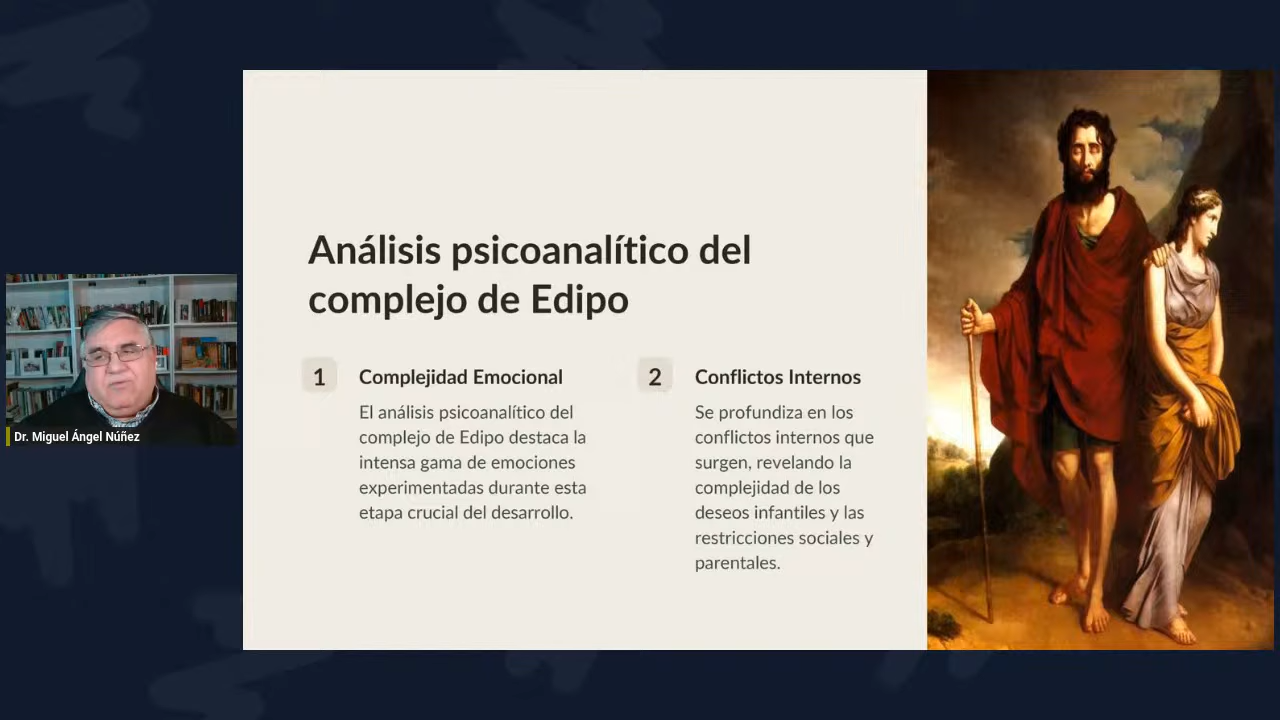 Análisis psicoanalítico del
complejo de Edipo
1
Complejidad Emocional
El análisis psicoanalítico del
complejo de Edipo destaca la
intensa gama de emociones
experimentadas durante esta
etapa crucial del desarrollo.
2
Conflictos Internos
Se profundiza en los
conflictos internos que
surgen, revelando la
complejidad de los
deseos infantiles y las
restricciones sociales y
parentales.
Dr. Miguel Ángel Núñez